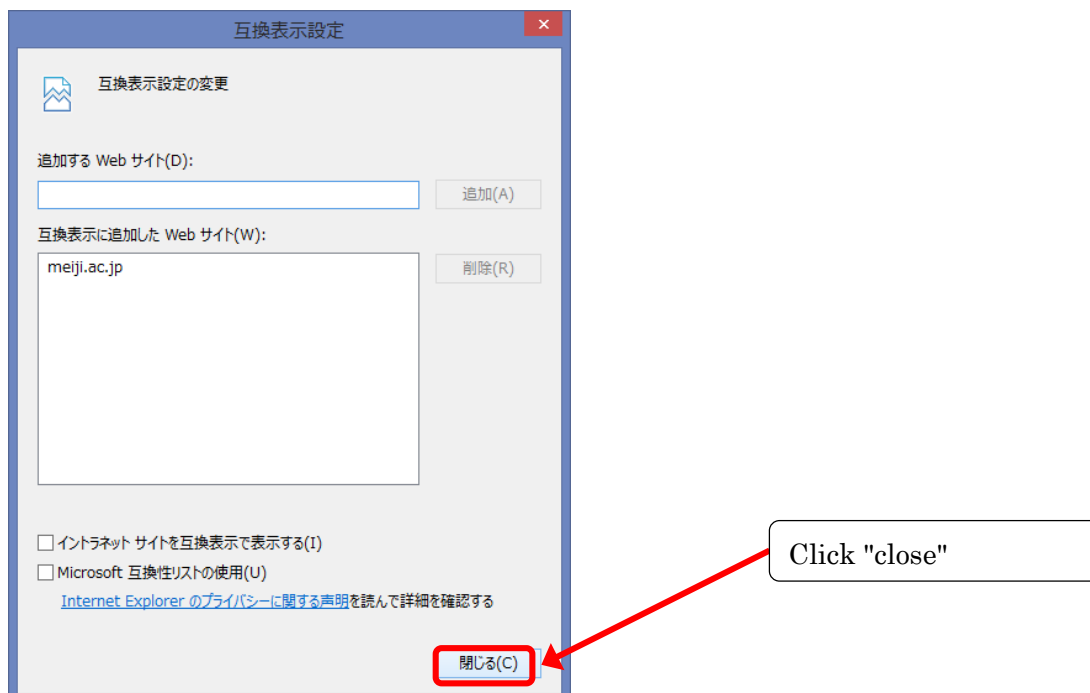 互換表示設定
互換表示設定の変更
追加する Web サイト(D):
追加(A)
互換表示に追加した Web サイト(W):
meiji.ac.jp
削除(R)
イントラネット サイトを互換表示で表示する(I)
Microsoft 互換性リストの使用(U)
Internet Explorer のプライバシーに関する声明を読んで詳細を確認する
Click "close"
閉じる(C)